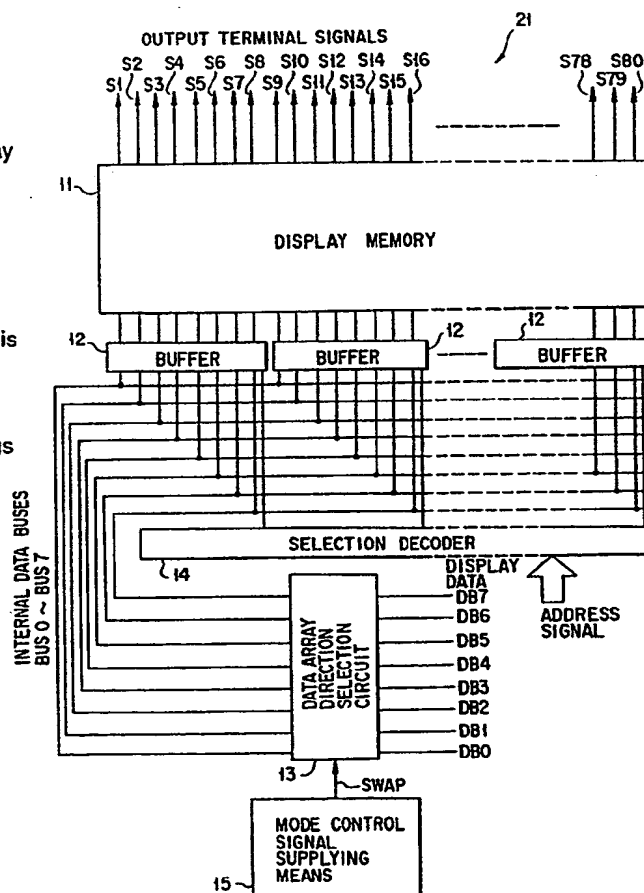 OUTPUT TERMINAL SIGNALS
21
S2 S4 S6 S8 S10 S12 S14 S16 S78 S80
S1 S3 S5 S7 S9 S11 S13 S15 S79
11
DISPLAY MEMORY
is
12 12 12
BUFFER BUFFER BUFFER
SELECTION DECODER
14
DISPLAY
DATA
ADDRESS
SIGNAL
INTERNAL DATA BUSES
BUS 0 ~ BUS 7
DATA ARRAY
DIRECTION
SELECTION
CIRCUIT
DB7
DB6
DB5
DB4
DB3
DB2
DB1
DB0
13
SWAP
MODE CONTROL
SIGNAL
SUPPLYING
MEANS
15